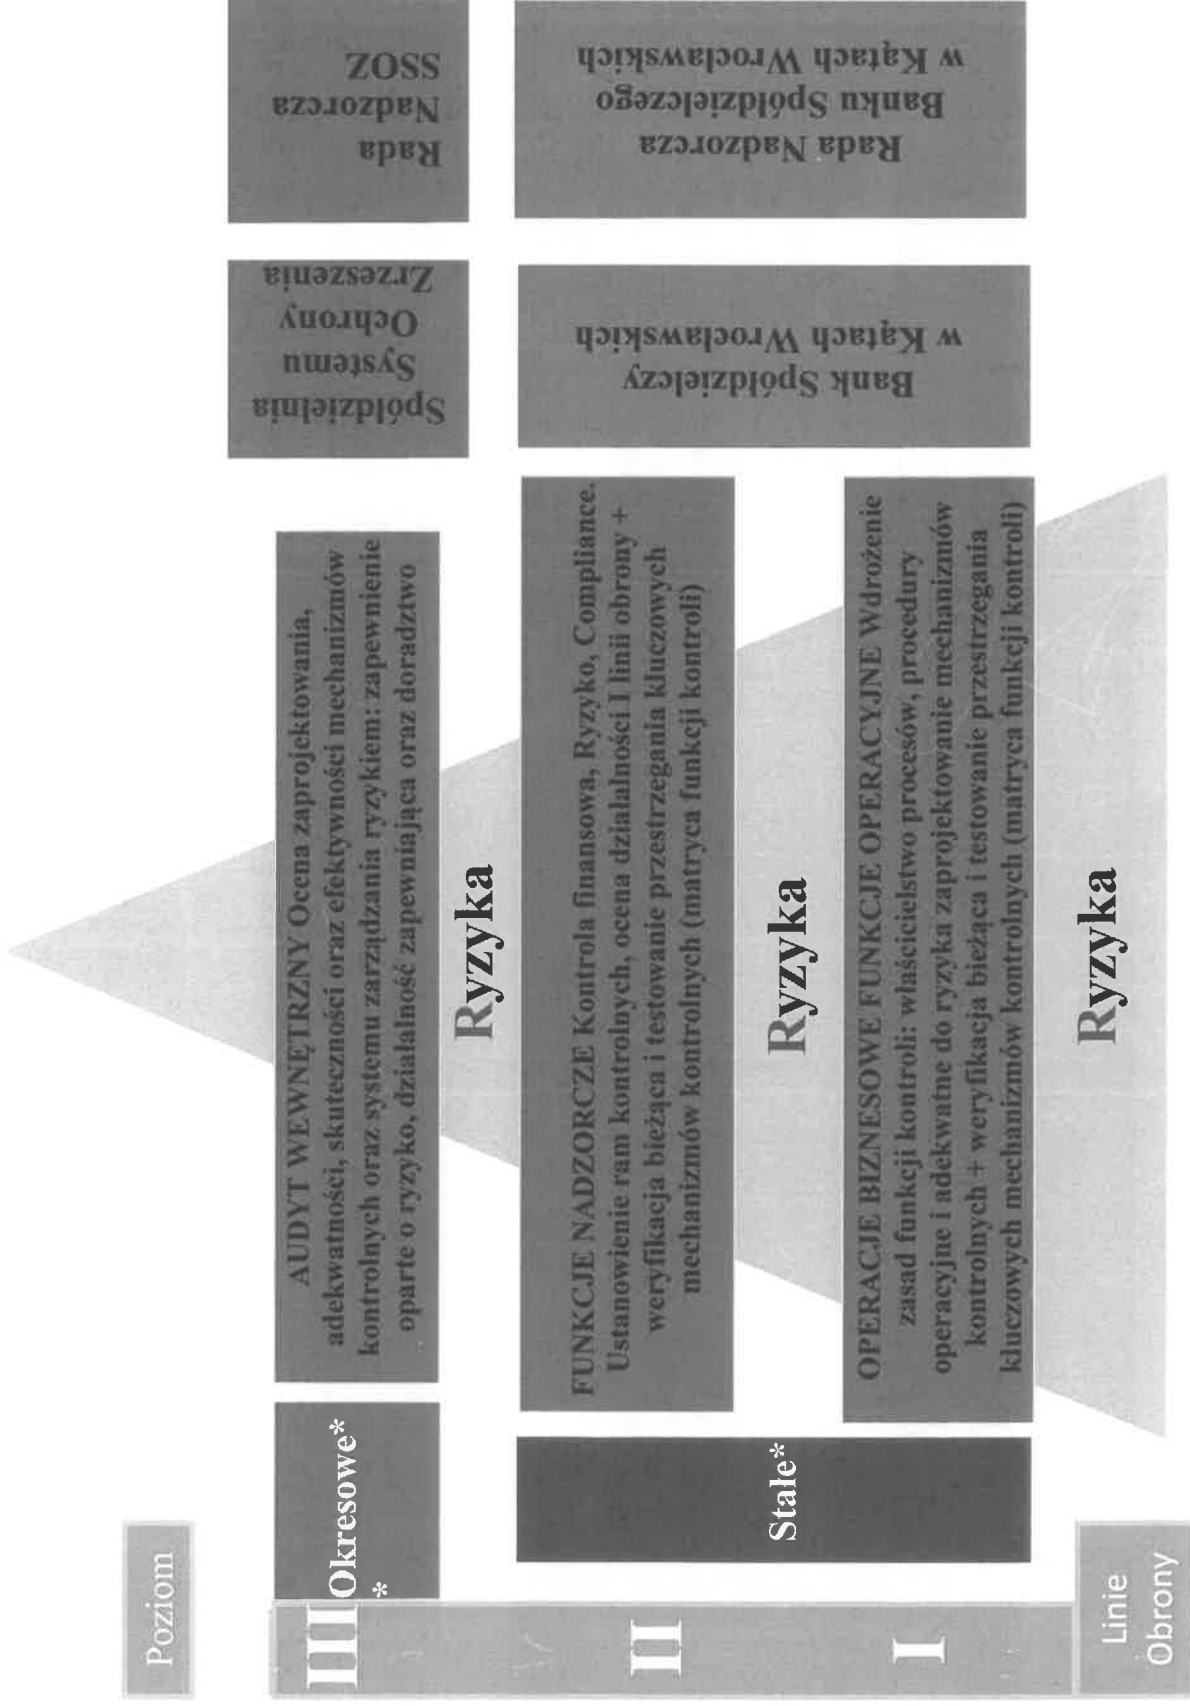 Poziom
III
Okresowe*
*
AUDYT WEWNĘTRZNY Ocena zaprojektowania,
adekwatności, skuteczności oraz efektywności mechanizmów
kontrolnych oraz systemu zarządzania ryzykiem: zapewnienie
oparte o ryzyko, działalność zapewniająca oraz doradztwo
Spółdzielnia
Systemu
Ochrony
Zrzeszenia
Rada
Nadzorcza
SSOZ
Ryzyka
II
Stałe*
FUNKCJE NADZORCZE Kontrola finansowa, Ryzyko, Compliance.
Ustanowienie ram kontrolnych, ocena działalności I linii obrony +
weryfikacja bieżąca i testowanie przestrzegania kluczowych
mechanizmów kontrolnych (matryca funkcji kontroli)
Bank Spółdzielczy
w Kątach Wrocławskich
Rada Nadzorcza
Banku Spółdzielczego
w Kątach Wrocławskich
Ryzyka
I
OPERACJE BIZNESOWE FUNKCJE OPERACYJNE Wdrożenie
zasad funkcji kontroli: właścicielstwo procesów, procedury
operacyjne i adekwatne do ryzyka zaprojektowanie mechanizmów
kontrolnych + weryfikacja bieżąca i testowanie przestrzegania
kluczowych mechanizmów kontrolnych (matryca funkcji kontroli)
Ryzyka
Linie
Obrony